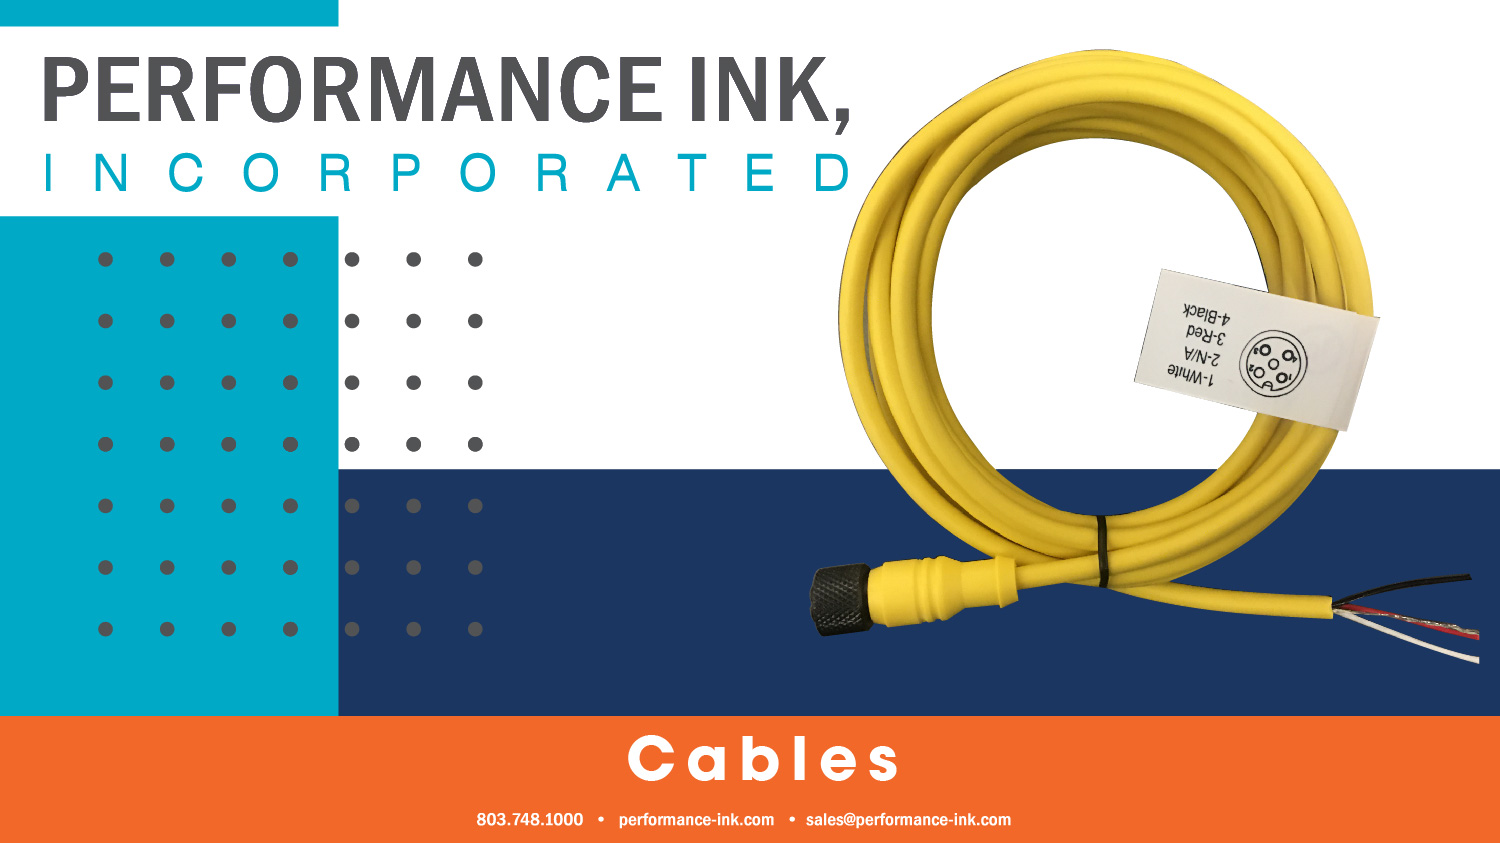 PERFORMANCE INK,
INCORPORATED
1-White
2-N/A
3-Red
4-Black
Cables
803.748.1000 • performance-ink.com • sales@performance-ink.com